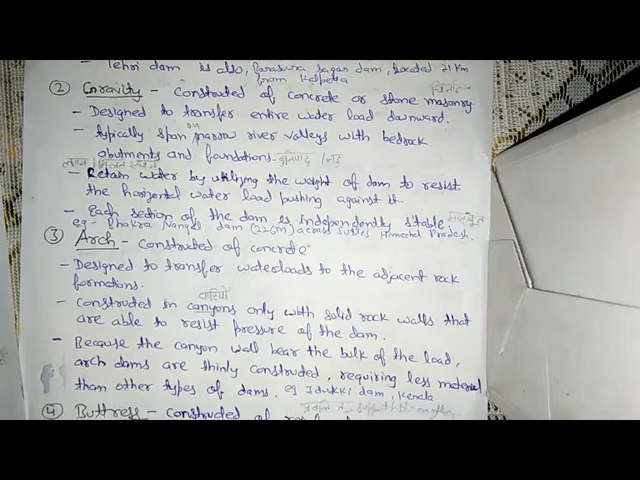 - Tehri dam is also, Parasura sagar dam, located 21 Km
from Kalpetta
② Gravity - constructed of concrete or stone masonry
- Designed to transfer entire water load downward.
- typically span on narrow river valleys with bedrock
abutments and foundations - बुनियाद / जड़
- Retain water by utilizing the weight of dam to resist
the horizontal water load pushing against it
- Each section of the dam is independently stable. मजबूत
eg - Bhakra Nangal dam (226m) across Sutlej Himachal Pradesh.
③ Arch - constructed of concrete
- Designed to transfer waterloads to the adjacent rock
formations.
घाटियों
- Constructed in canyons only with solid rock walls that
are able to resist pressure of the dam.
- Because the canyon wall bear the bulk of the load,
arch dams are thinly constructed, requiring less material
than other types of dams. eg Idukki dam, Kerala
④ Buttress - constructed of